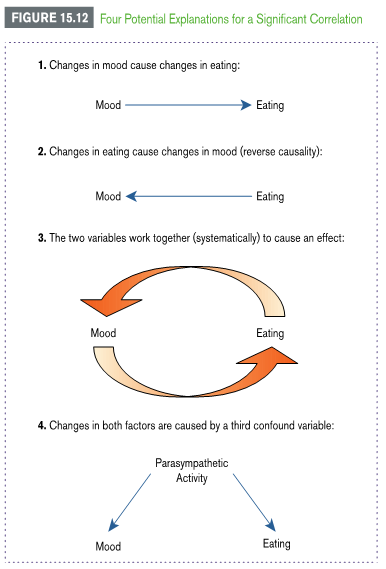 FIGURE 15.12 Four Potential Explanations for a Significant Correlation
1. Changes in mood cause changes in eating:
Mood Eating
2. Changes in eating cause changes in mood (reverse causality):
Mood Eating
3. The two variables work together (systematically) to cause an effect:
Mood Eating
4. Changes in both factors are caused by a third confound variable:
Parasympathetic
Activity
Mood Eating